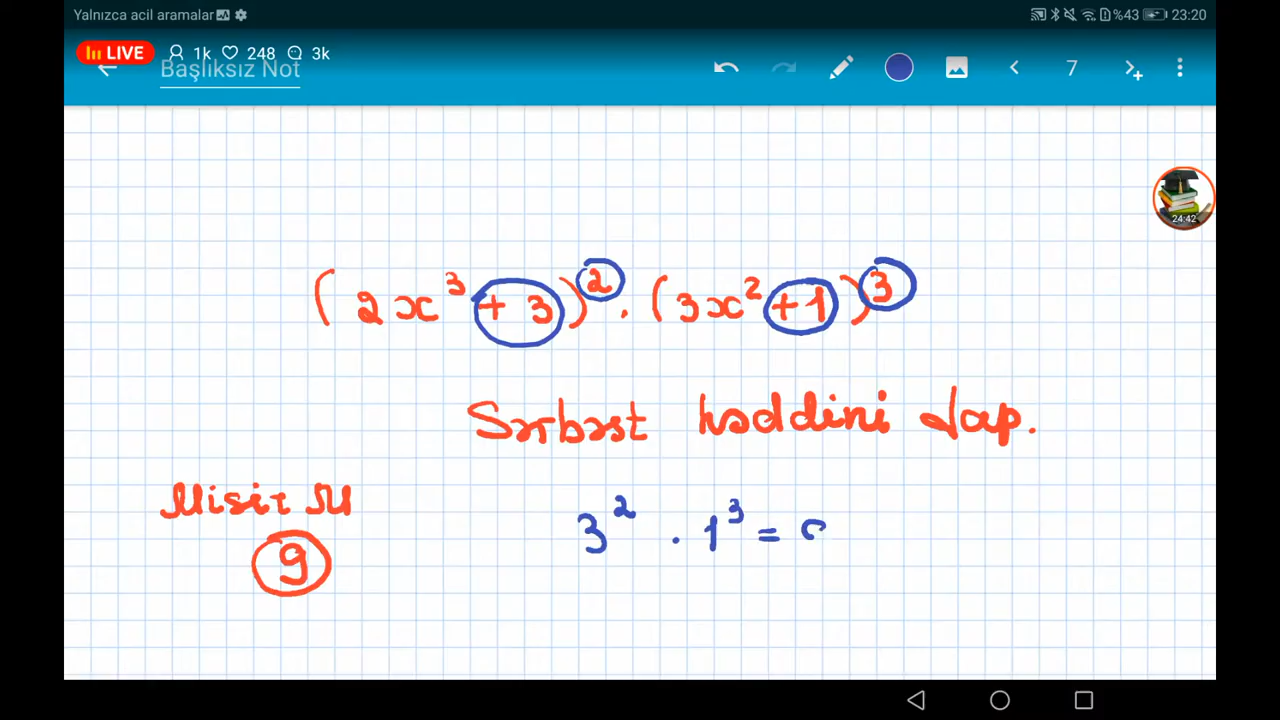 Yalnızca acil aramalar %43 23:20
LIVE 1k 248 3k
Başlıksız Not 7
24:42
(2x³ + 3)² . (3x² + 1)³
Sərbəst həddini tap.
Misir M
9
3² . 1³ =